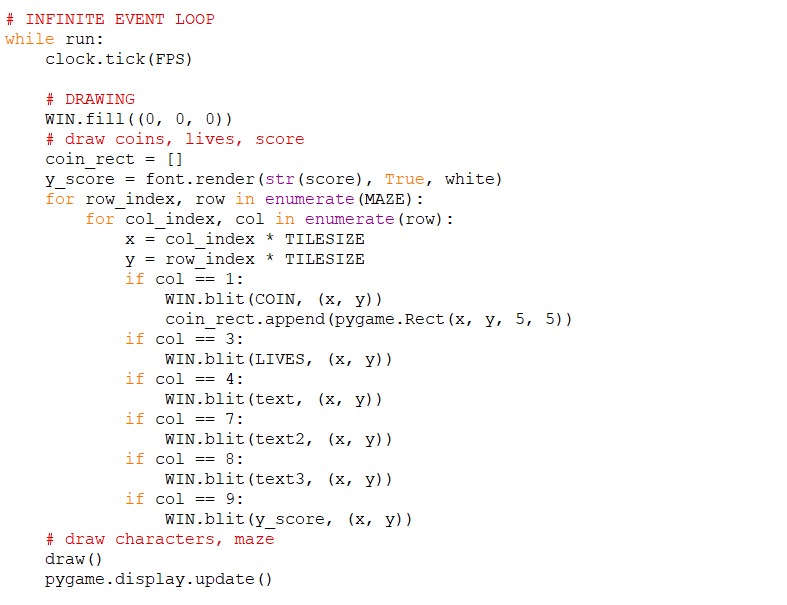 # INFINITE EVENT LOOP
while run:
    clock.tick(FPS)

    # DRAWING
    WIN.fill((0, 0, 0))
    # draw coins, lives, score
    coin_rect = []
    y_score = font.render(str(score), True, white)
    for row_index, row in enumerate(MAZE):
        for col_index, col in enumerate(row):
            x = col_index * TILESIZE
            y = row_index * TILESIZE
            if col == 1:
                WIN.blit(COIN, (x, y))
                coin_rect.append(pygame.Rect(x, y, 5, 5))
            if col == 3:
                WIN.blit(LIVES, (x, y))
            if col == 4:
                WIN.blit(text, (x, y))
            if col == 7:
                WIN.blit(text2, (x, y))
            if col == 8:
                WIN.blit(text3, (x, y))
            if col == 9:
                WIN.blit(y_score, (x, y))
    # draw characters, maze
    draw()
    pygame.display.update()